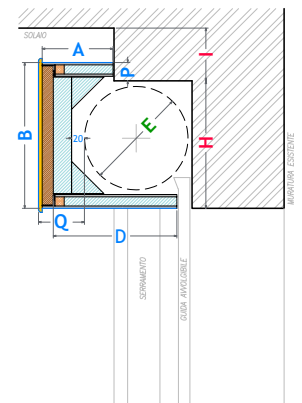 SOLAIO
A
P
I
B
E
20
H
MURATURA ESISTENTE
Q
D
SERRAMENTO
GUIDA AVVOLGIBILE